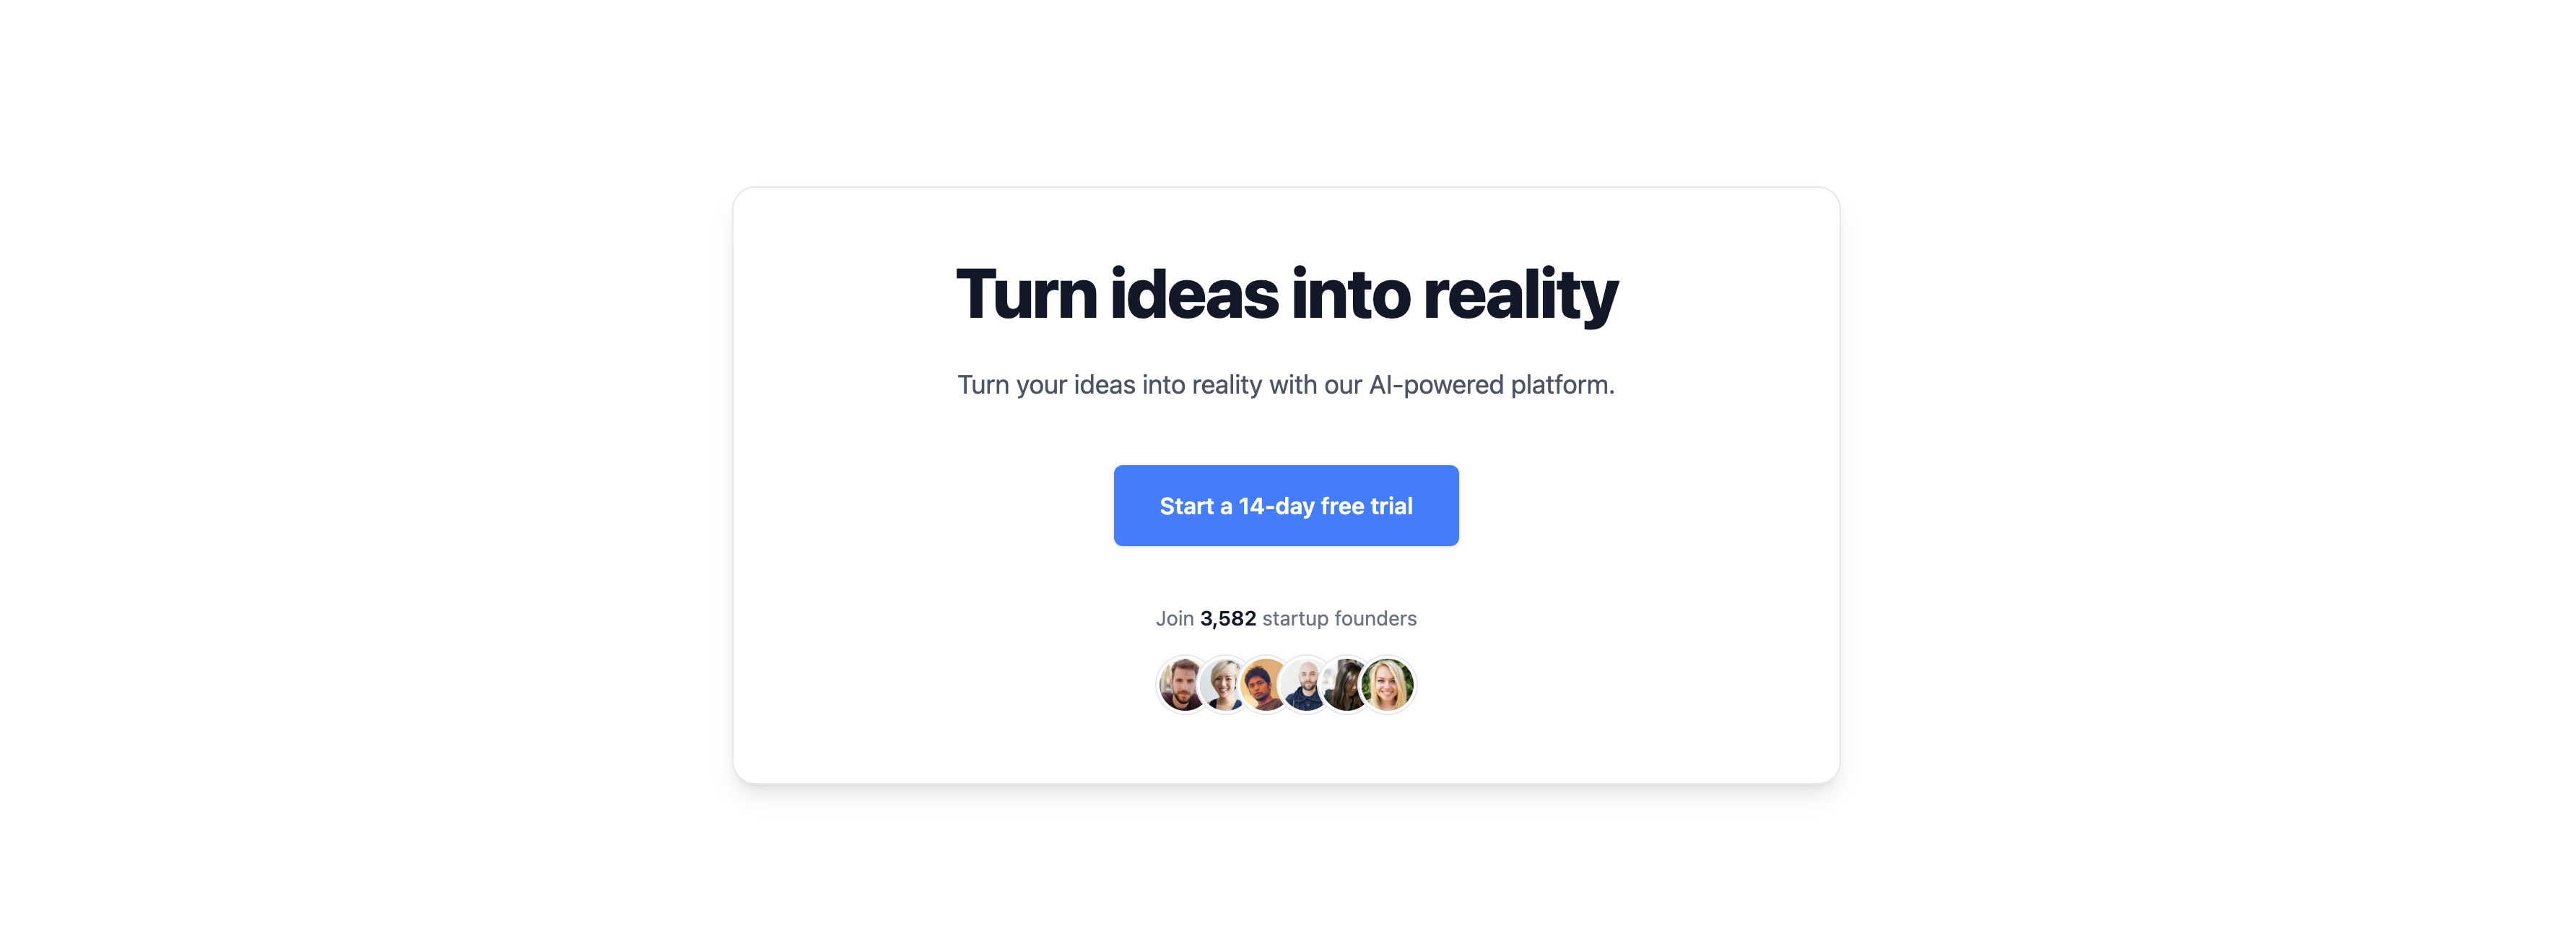 Turn ideas into reality
Turn your ideas into reality with our AI-powered platform.
Start a 14-day free trial
Join 3,582 startup founders